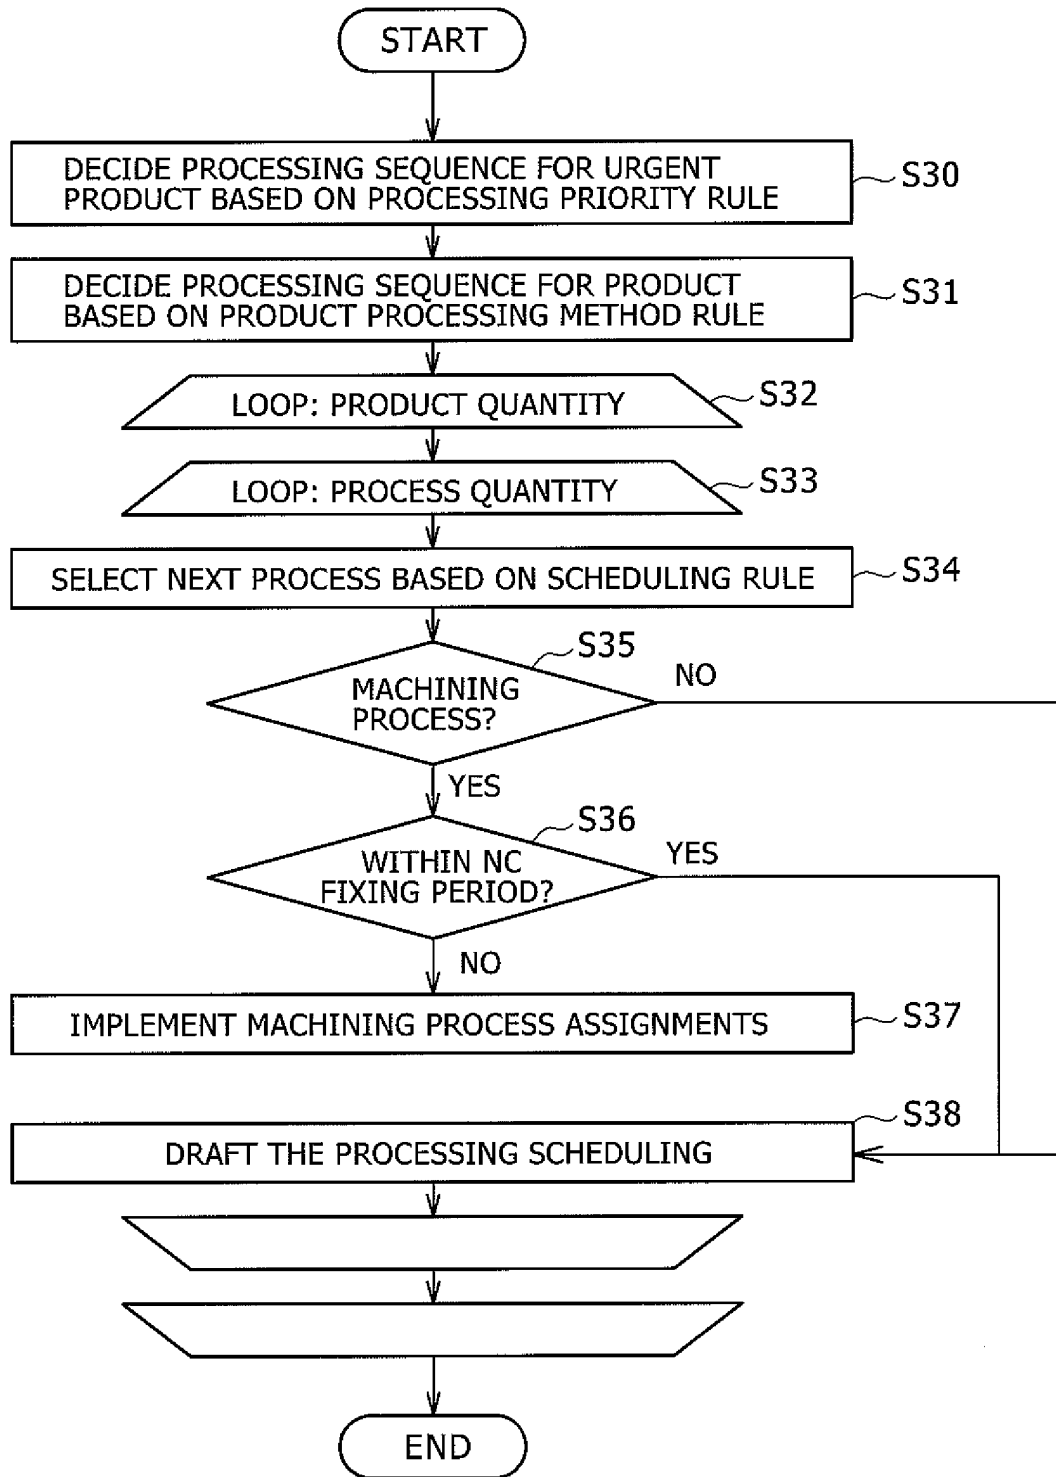 START
DECIDE PROCESSING SEQUENCE FOR URGENT
PRODUCT BASED ON PROCESSING PRIORITY RULE
S30
DECIDE PROCESSING SEQUENCE FOR PRODUCT
BASED ON PRODUCT PROCESSING METHOD RULE
S31
LOOP: PRODUCT QUANTITY
S32
LOOP: PROCESS QUANTITY
S33
SELECT NEXT PROCESS BASED ON SCHEDULING RULE
S34
S35
MACHINING
PROCESS?
NO
YES
S36
WITHIN NC
FIXING PERIOD?
YES
NO
IMPLEMENT MACHINING PROCESS ASSIGNMENTS
S37
S38
DRAFT THE PROCESSING SCHEDULING
END